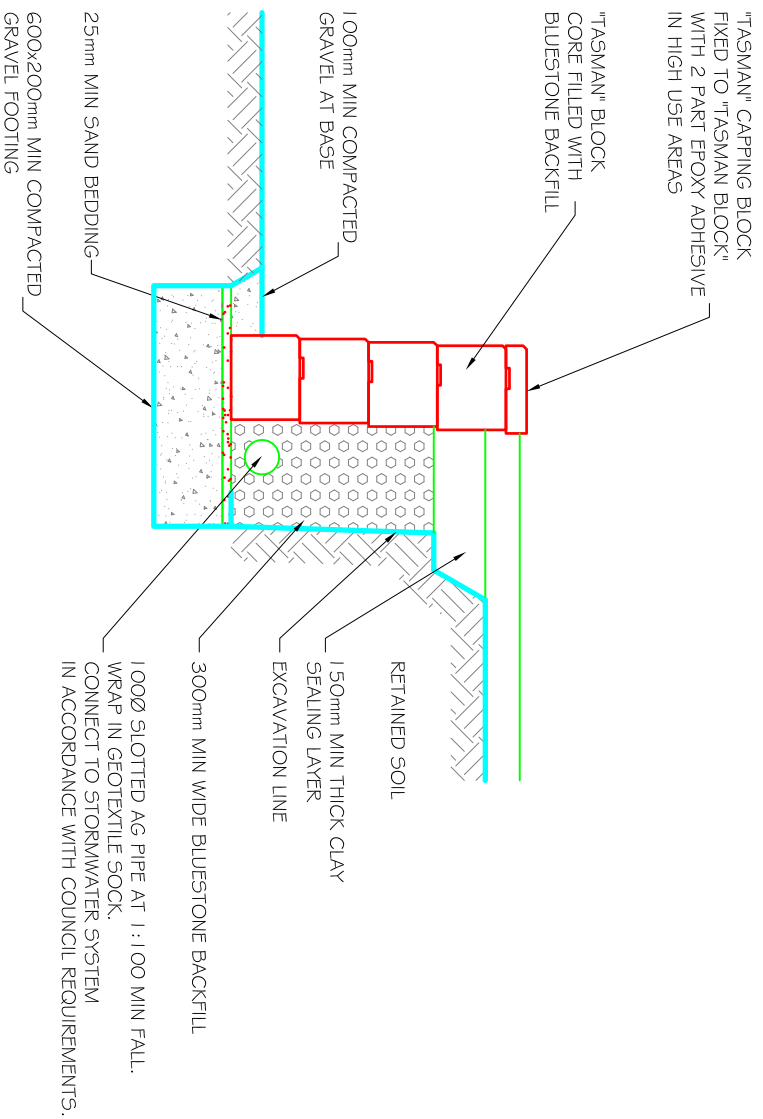 "TASMAN" CAPPING BLOCK
FIXED TO "TASMAN BLOCK"
WITH 2 PART EPOXY ADHESIVE
IN HIGH USE AREAS
"TASMAN" BLOCK
CORE FILLED WITH
BLUESTONE BACKFILL
100mm MIN COMPACTED
GRAVEL AT BASE
25mm MIN SAND BEDDING
600x200mm MIN COMPACTED
GRAVEL FOOTING
RETAINED SOIL
150mm MIN THICK CLAY
SEALING LAYER
EXCAVATION LINE
300mm MIN WIDE BLUESTONE BACKFILL
100Ø SLOTTED AG PIPE AT 1:100 MIN FALL.
WRAP IN GEOTEXTILE SOCK.
CONNECT TO STORMWATER SYSTEM
IN ACCORDANCE WITH COUNCIL REQUIREMENTS.